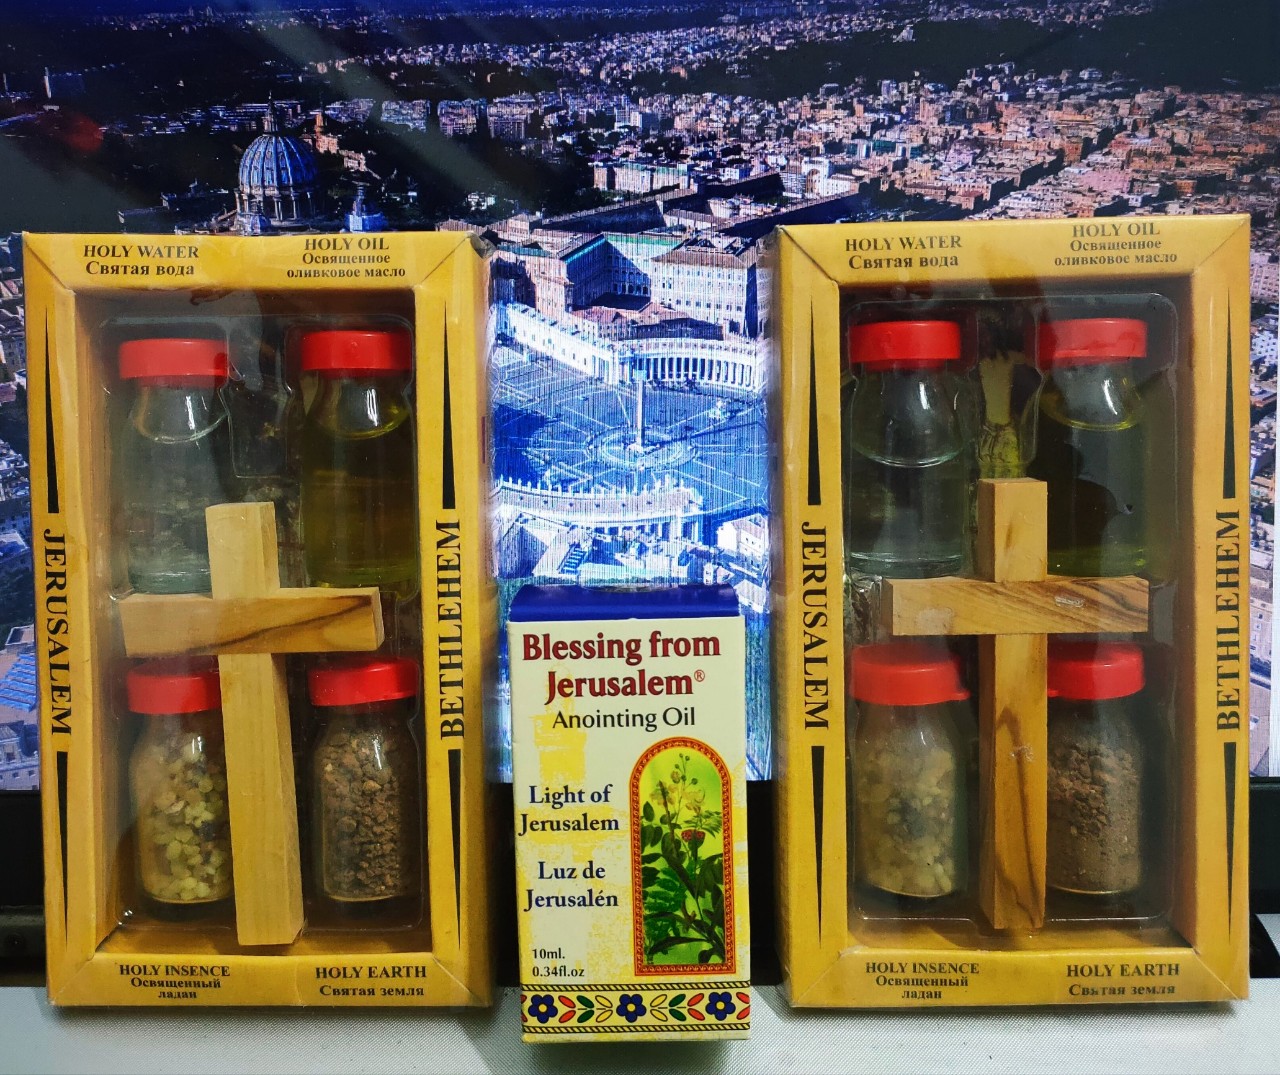 HOLY WATER
Святая вода
HOLY OIL
Освященное
оливковое масло
JERUSALEM
BETHLEHEM
HOLY INSENCE
Освященный
ладан
HOLY EARTH
Святая земля
Blessing from
Jerusalem®
Anointing Oil
Light of
Jerusalem
Luz de
Jerusalén
10ml.
0.34fl.oz
HOLY WATER
Святая вода
HOLY OIL
Освященное
оливковое масло
JERUSALEM
BETHLEHEM
HOLY INSENCE
Освященный
ладан
HOLY EARTH
Святая земля